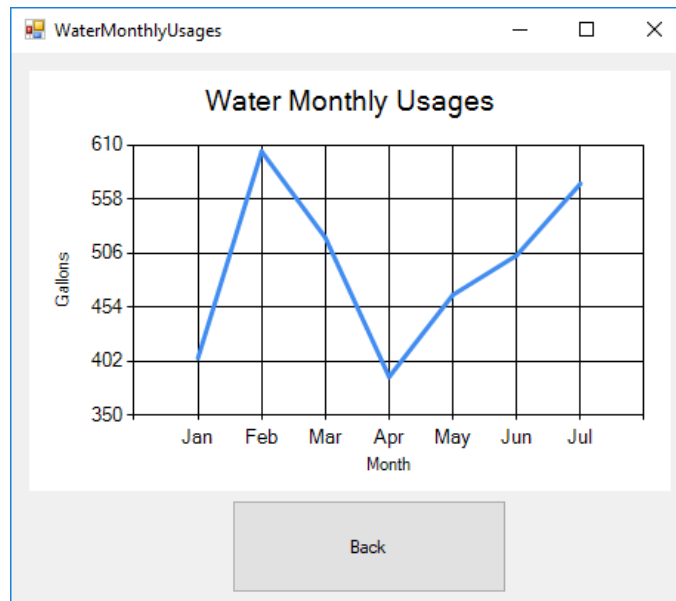 WaterMonthlyUsages
Water Monthly Usages
610
558
506
454
402
350
Gallons
Jan Feb Mar Apr May Jun Jul
Month
Back